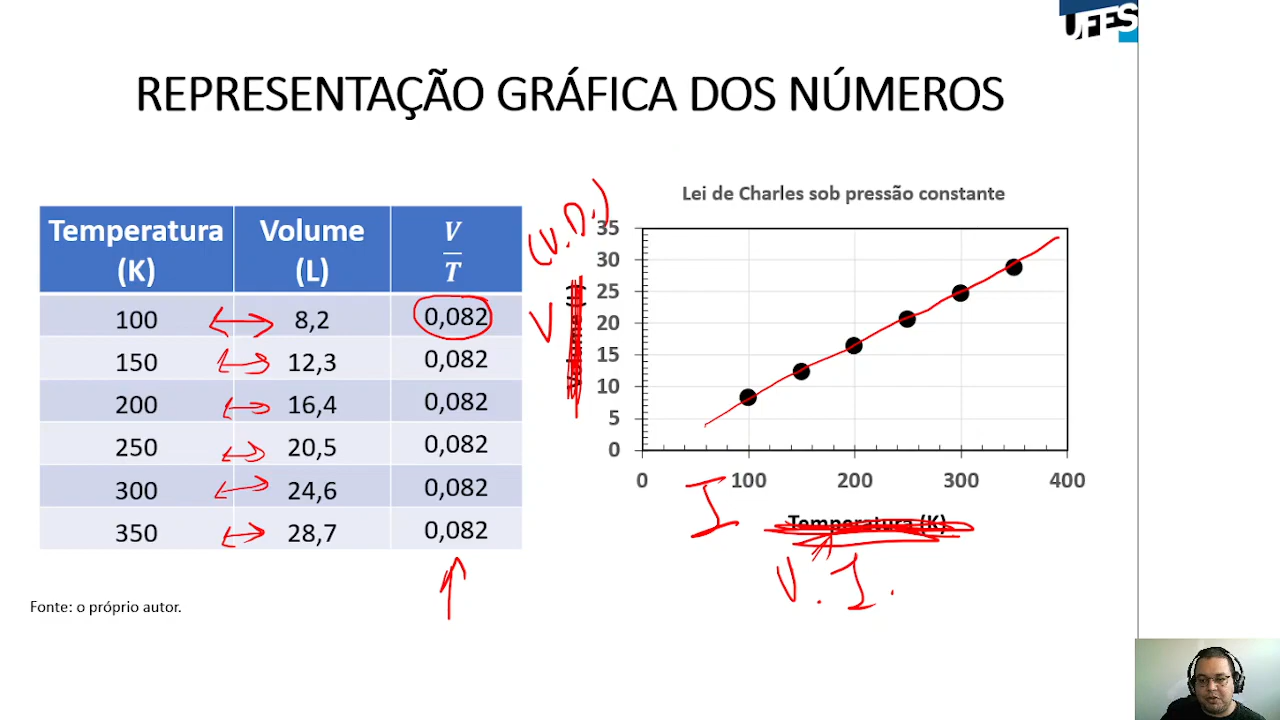 UFES
REPRESENTAÇÃO GRÁFICA DOS NÚMEROS
Temperatura (K) Volume (L) V/T
100 8,2 0,082
150 12,3 0,082
200 16,4 0,082
250 20,5 0,082
300 24,6 0,082
350 28,7 0,082
Fonte: o próprio autor.
(V.D.)
V
Lei de Charles sob pressão constante
35
30
25
20
15
10
5
0
0 100 200 300 400
I
Temperatura (K)
V. I.